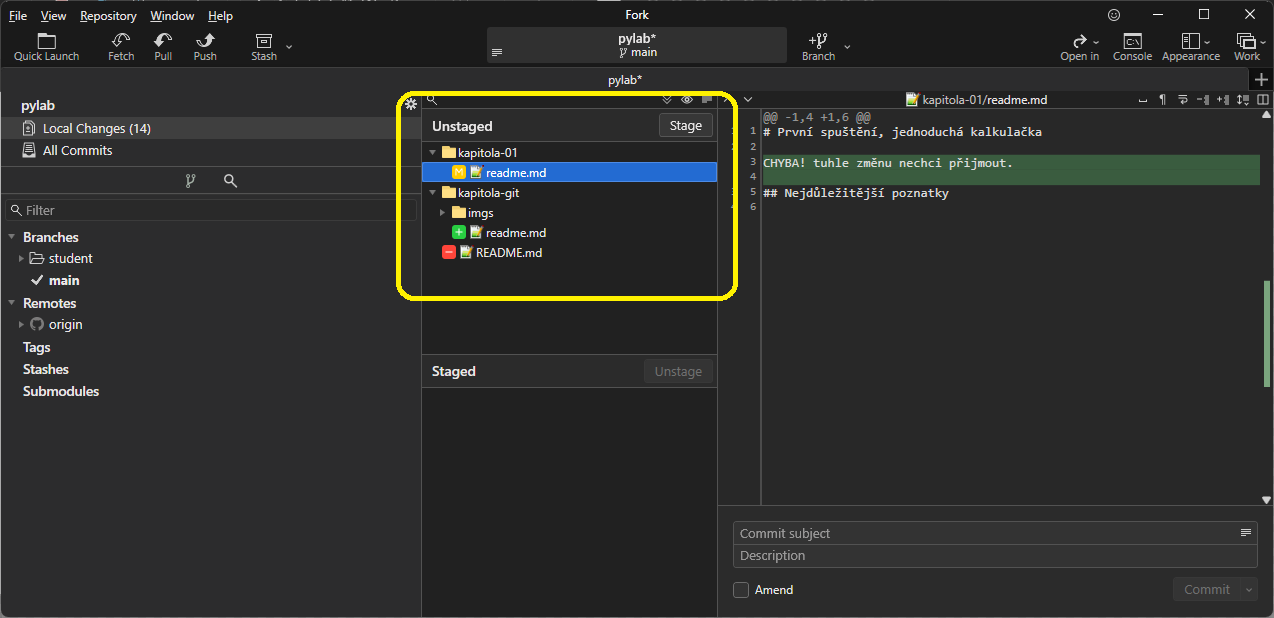 File View Repository Window Help
Fork
Quick Launch
Fetch
Pull
Push
Stash
pylab*
main
Branch
Open in
Console
Appearance
Work
pylab*
pylab
Local Changes (14)
All Commits
Filter
Branches
student
main
Remotes
origin
Tags
Stashes
Submodules
Unstaged
Stage
kapitola-01
M readme.md
kapitola-git
imgs
readme.md
README.md
Staged
Unstage
kapitola-01/readme.md
@@ -1,4 +1,6 @@
1 # První spuštění, jednoduchá kalkulačka
2
3 CHYBA! tuhle změnu nechci přijmout.
4
5 ## Nejdůležitější poznatky
6
Commit subject
Description
Amend
Commit